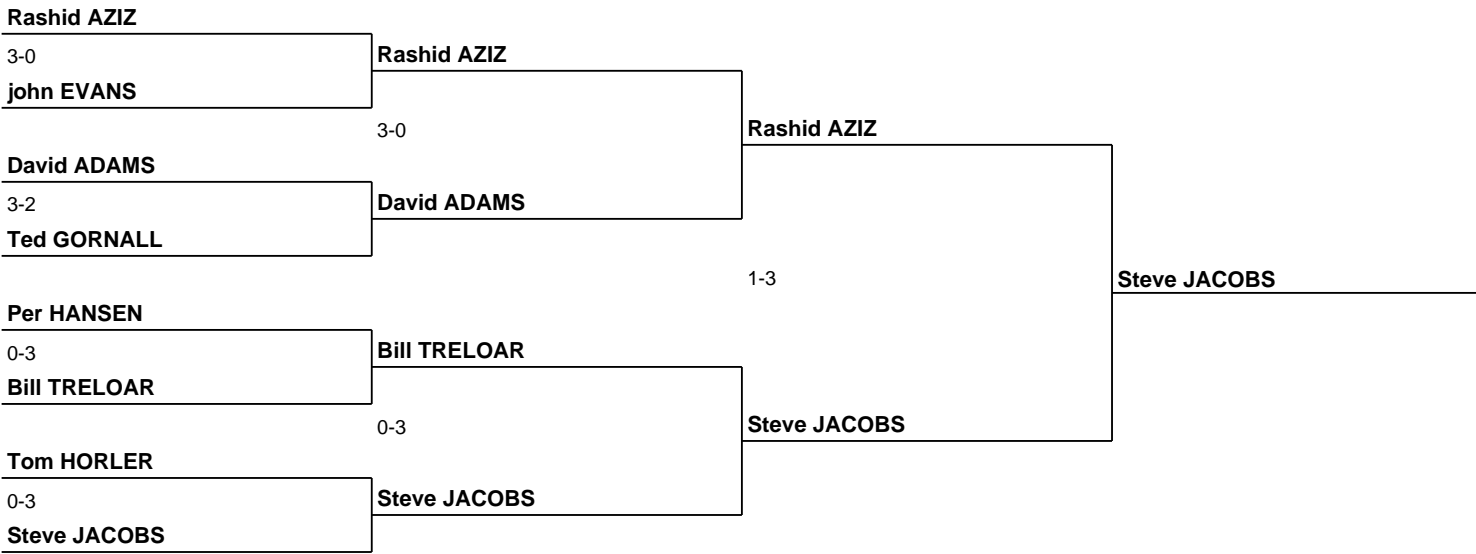 Rashid AZIZ
3-0
Rashid AZIZ
john EVANS
3-0
Rashid AZIZ
David ADAMS
3-2
David ADAMS
Ted GORNALL
1-3
Steve JACOBS
Per HANSEN
0-3
Bill TRELOAR
Bill TRELOAR
0-3
Steve JACOBS
Tom HORLER
0-3
Steve JACOBS
Steve JACOBS